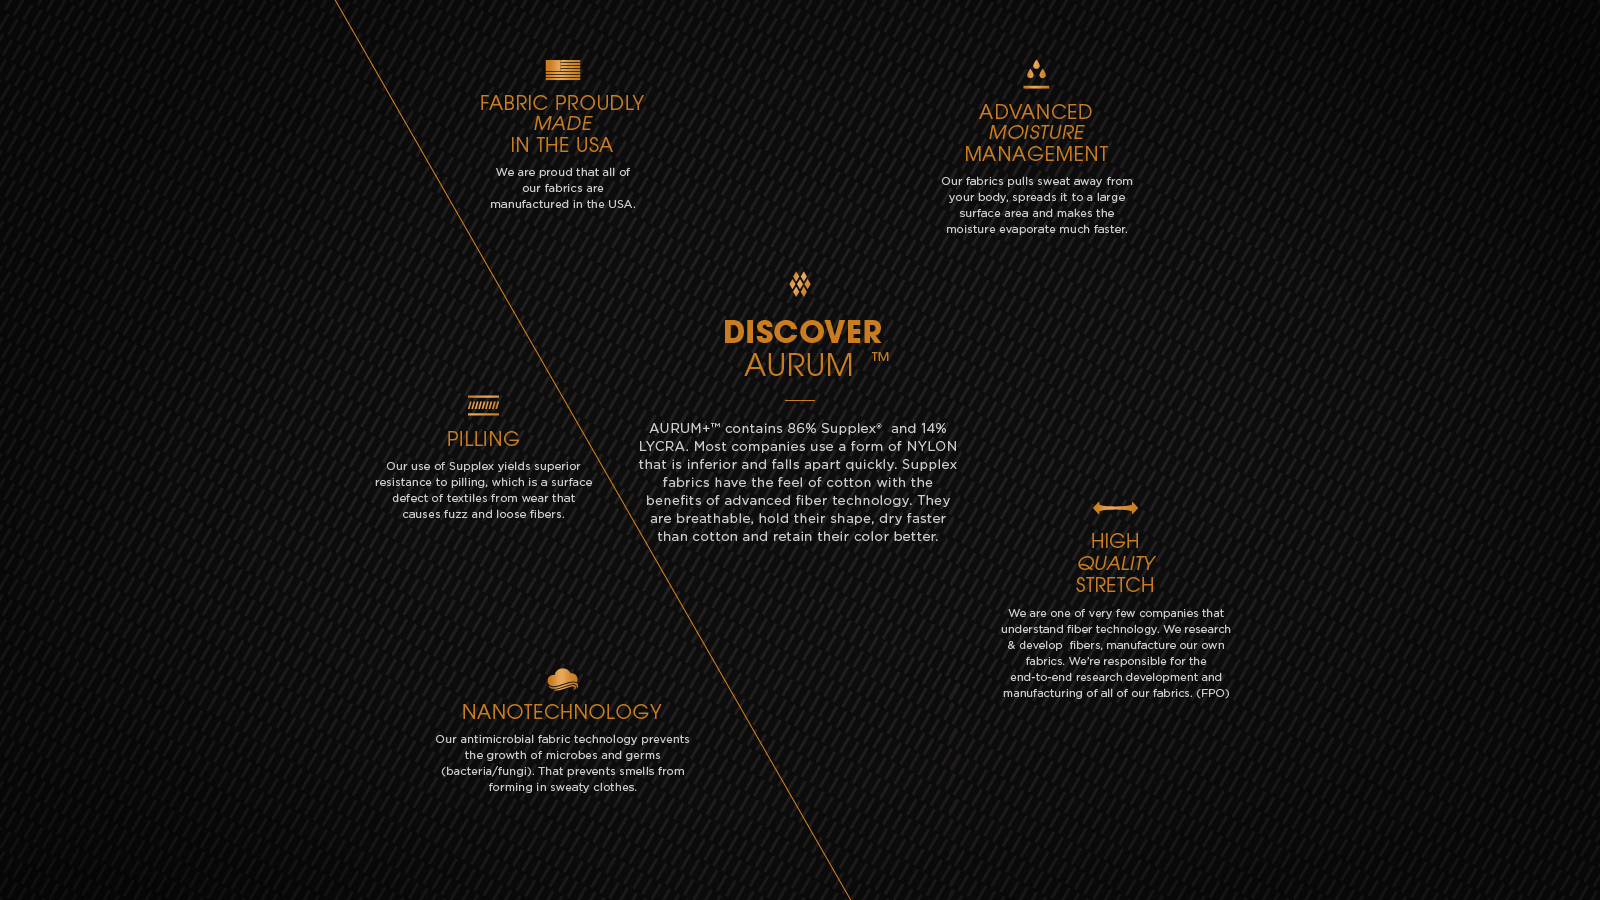 FABRIC PROUDLY
MADE
IN THE USA
We are proud that all of
our fabrics are
manufactured in the USA.
ADVANCED
MOISTURE
MANAGEMENT
Our fabrics pulls sweat away from
your body, spreads it to a large
surface area and makes the
moisture evaporate much faster.
DISCOVER
AURUM ™
AURUM+™ contains 86% Supplex® and 14%
LYCRA. Most companies use a form of NYLON
that is inferior and falls apart quickly. Supplex
fabrics have the feel of cotton with the
benefits of advanced fiber technology. They
are breathable, hold their shape, dry faster
than cotton and retain their color better.
PILLING
Our use of Supplex yields superior
resistance to pilling, which is a surface
defect of textiles from wear that
causes fuzz and loose fibers.
HIGH
QUALITY
STRETCH
We are one of very few companies that
understand fiber technology. We research
& develop fibers, manufacture our own
fabrics. We're responsible for the
end-to-end research development and
manufacturing of all of our fabrics. (FPO)
NANOTECHNOLOGY
Our antimicrobial fabric technology prevents
the growth of microbes and germs
(bacteria/fungi). That prevents smells from
forming in sweaty clothes.